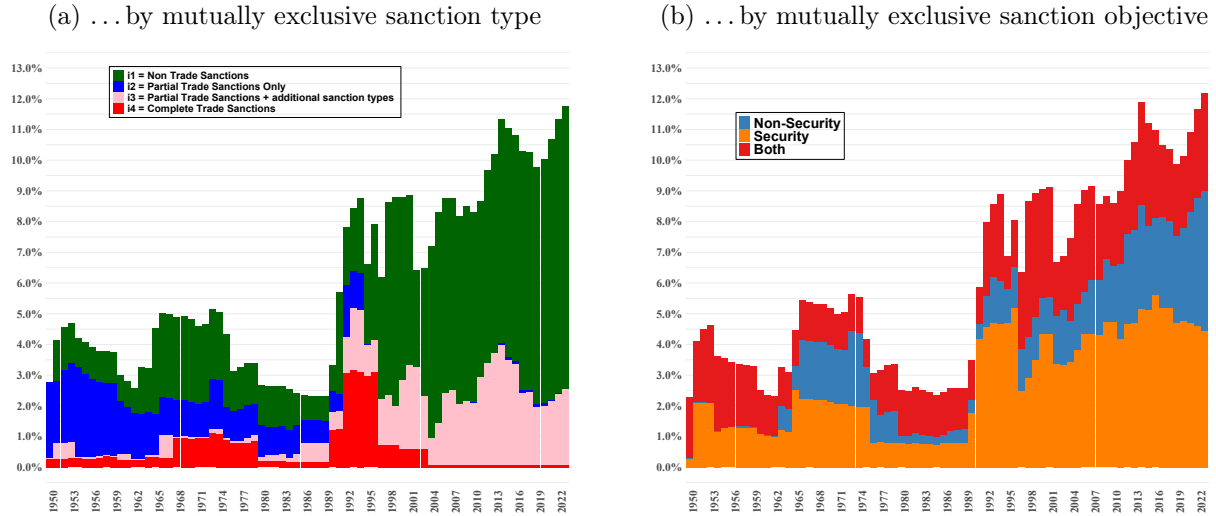 (a) ... by mutually exclusive sanction type
13.0%
12.0%
11.0%
10.0%
9.0%
8.0%
7.0%
6.0%
5.0%
4.0%
3.0%
2.0%
1.0%
0.0%
i1 = Non Trade Sanctions
i2 = Partial Trade Sanctions Only
i3 = Partial Trade Sanctions + additional sanction types
i4 = Complete Trade Sanctions
1950 1953 1956 1959 1962 1965 1968 1971 1974 1977 1980 1983 1986 1989 1992 1995 1998 2001 2004 2007 2010 2013 2016 2019 2022
(b) ... by mutually exclusive sanction objective
13.0%
12.0%
11.0%
10.0%
9.0%
8.0%
7.0%
6.0%
5.0%
4.0%
3.0%
2.0%
1.0%
0.0%
Non-Security
Security
Both
1950 1953 1956 1959 1962 1965 1968 1971 1974 1977 1980 1983 1986 1989 1992 1995 1998 2001 2004 2007 2010 2013 2016 2019 2022